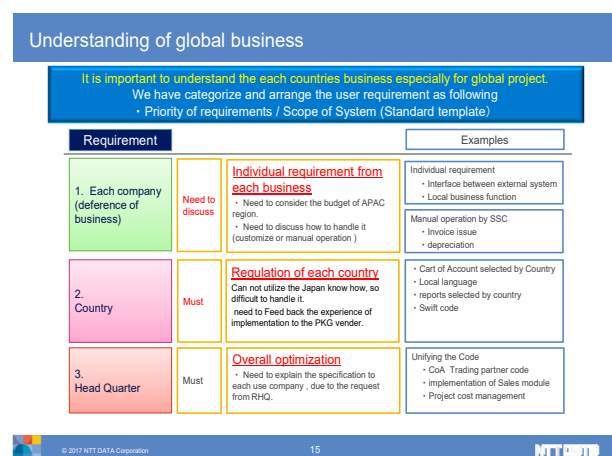 Understanding of global business
It is important to understand the each countries business especially for global project.
We have categorize and arrange the user requirement as following
・Priority of requirements / Scope of System (Standard template)
Requirement
Examples
1. Each company
(deference of
business)
Need to
discuss
Individual requirement from
each business
・ Need to consider the budget of APAC
region.
・ Need to discuss how to handle it
(customize or manual operation )
Individual requirement
・Interface between external system
・Local business function
Manual operation by SSC
・Invoice issue
・depreciation
2.
Country
Must
Regulation of each country
Can not utilize the Japan know how, so
difficult to handle it.
need to Feed back the experience of
implementation to the PKG vender.
・Cart of Account selected by Country
・Local language
・reports selected by country
・Swift code
3.
Head Quarter
Must
Overall optimization
・ Need to explain the specification to
each use company , due to the request
from RHQ.
Unifying the Code
・CoA Trading partner code
・implementation of Sales module
・Project cost management
© 2017 NTT DATA Corporation
15
NTT DATA